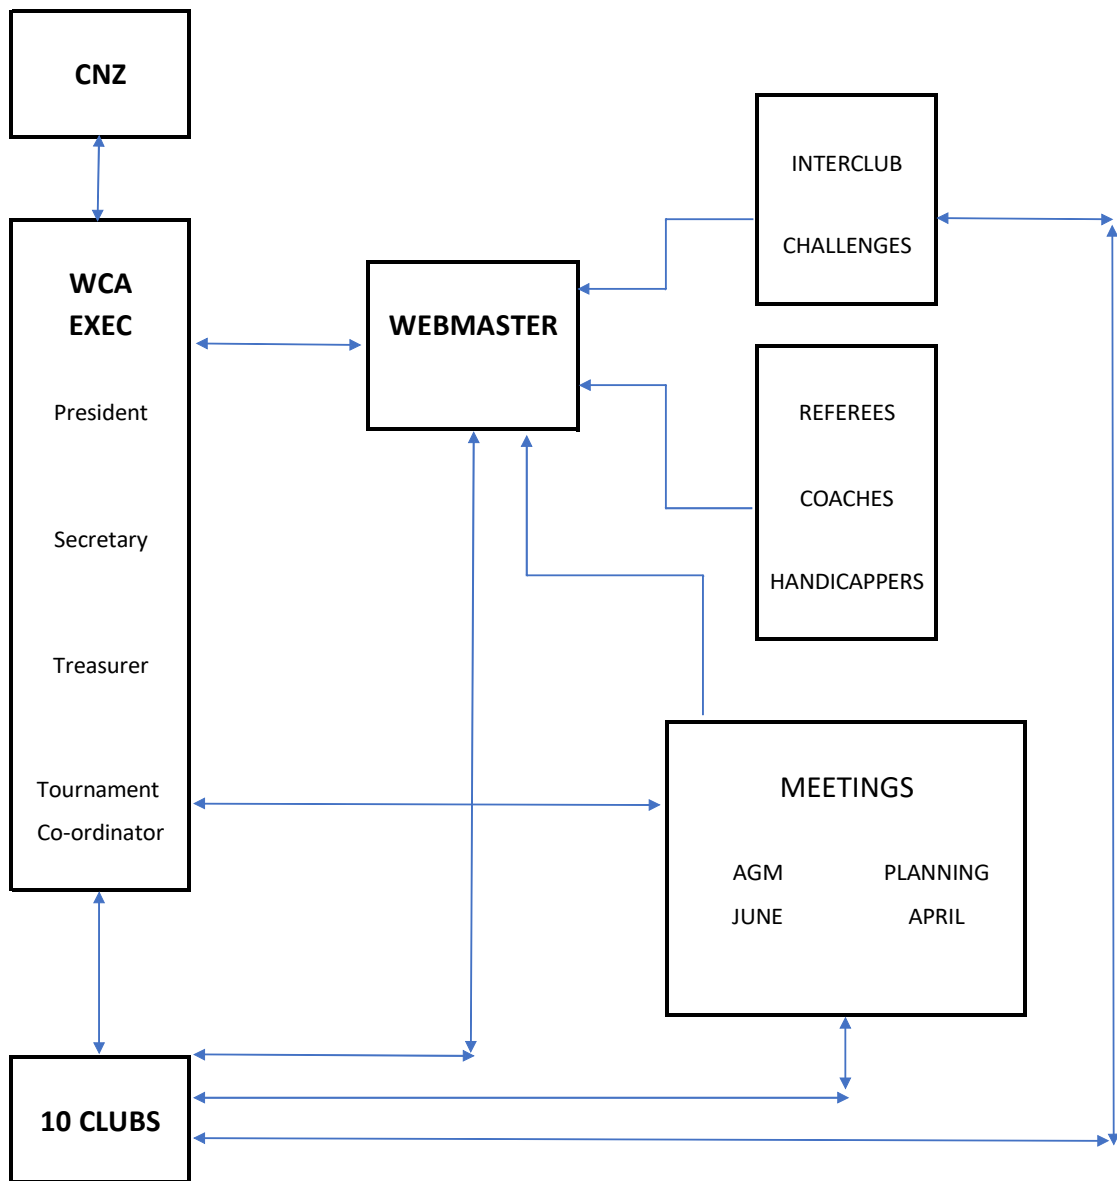 CNZ
WCA
EXEC
President
Secretary
Treasurer
Tournament
Co-ordinator
10 CLUBS
WEBMASTER
INTERCLUB
CHALLENGES
REFEREES
COACHES
HANDICAPPERS
MEETINGS
AGM PLANNING
JUNE APRIL